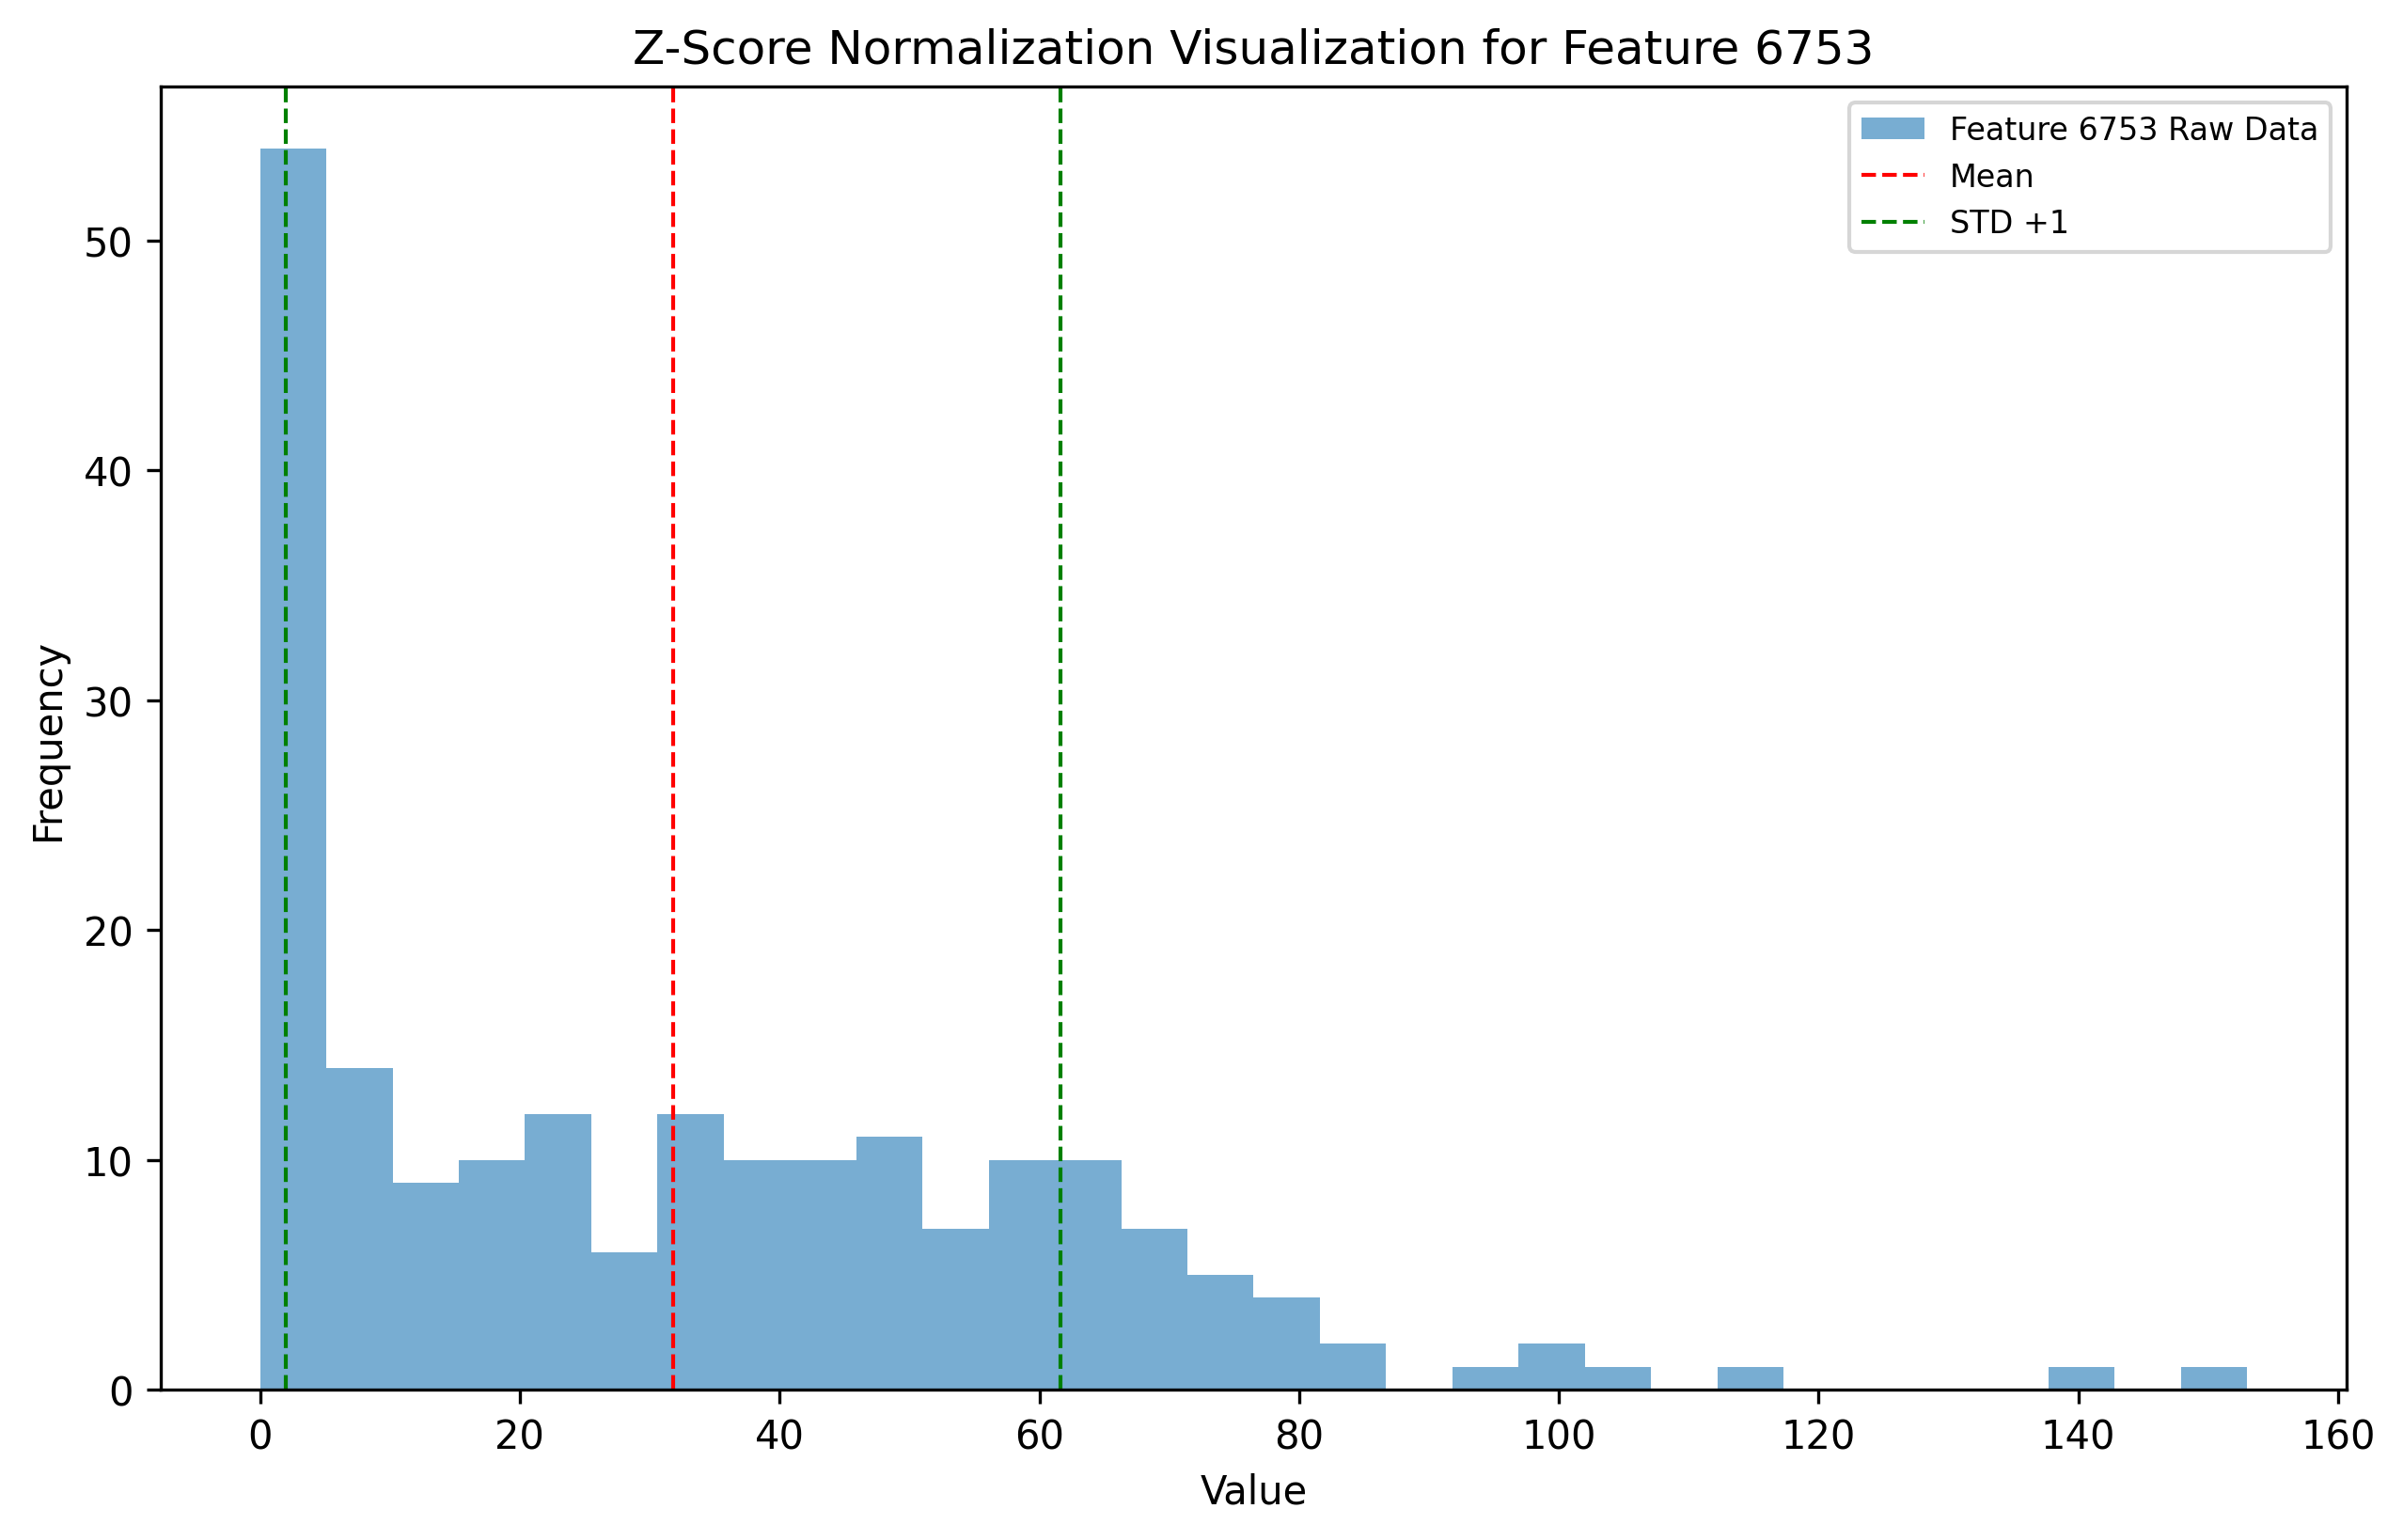 Z-Score Normalization Visualization for Feature 6753
Feature 6753 Raw Data
Mean
STD +1
50
40
30
20
10
0
Frequency
0 20 40 60 80 100 120 140 160
Value